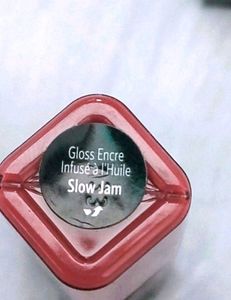 Gloss Encre
Infusé à l'Huile
Slow Jam